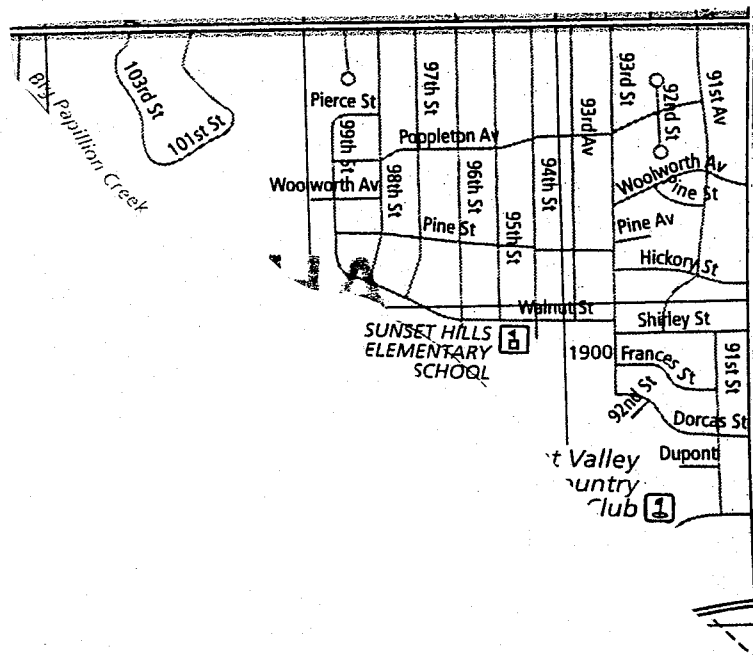 Big Papillion Creek
103rd St
101st St
Pierce St
99th St
97th St
Poppleton Av
93rd St
92nd St
91st Av
93rd Av
Woolworth Av
98th St
96th St
94th St
95th St
Woolworth Av
Pine St
Pine St
Pine Av
Hickory St
Walnut St
Shirley St
SUNSET HILLS
ELEMENTARY
SCHOOL
1900
Frances St
91st St
92nd St
Dorcas St
t Valley
ountry
Club
Dupont